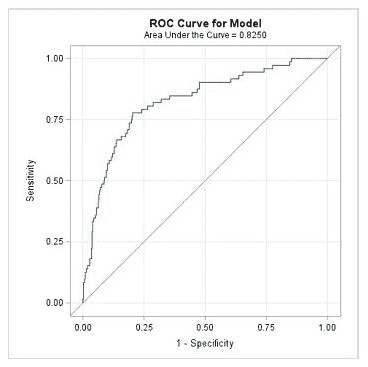 ROC Curve for Model
Area Under the Curve = 0.8250
1.00
0.75
0.50
0.25
0.00
Sensitivity
0.00 0.25 0.50 0.75 1.00
1 - Specificity